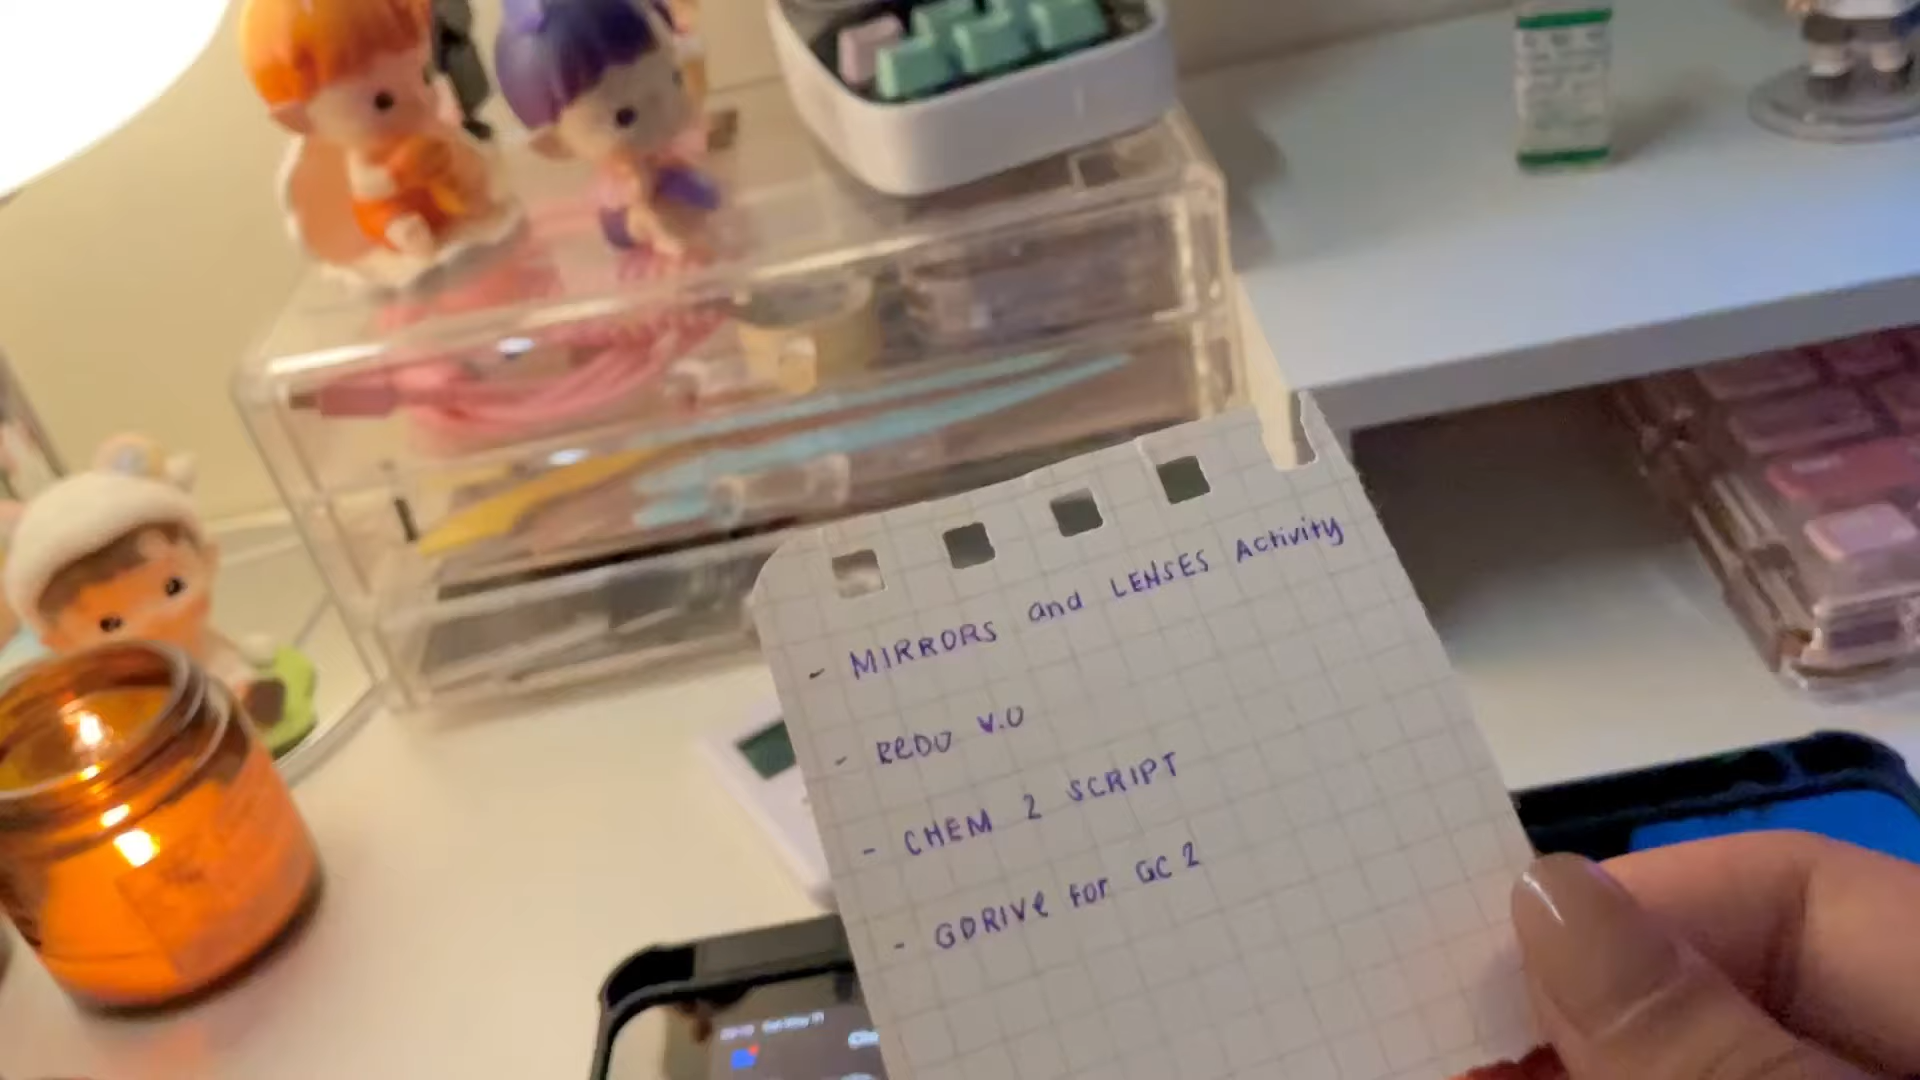 - MIRRORS and LENSES Activity
- REDO V.O
- CHEM 2 SCRIPT
- GDRIVE for GC 2